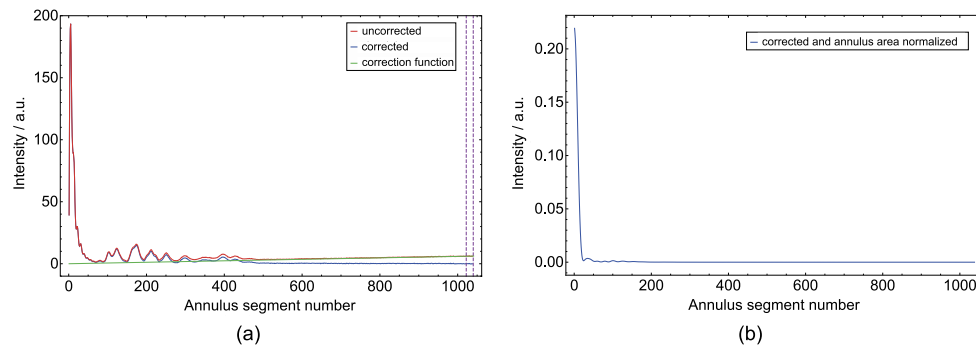 200
150
100
50
0
Intensity / a.u.
uncorrected
corrected
correction function
0 200 400 600 800 1000
Annulus segment number
(a)
0.20
0.15
0.10
0.05
0.00
Intensity / a.u.
corrected and annulus area normalized
0 200 400 600 800 1000
Annulus segment number
(b)